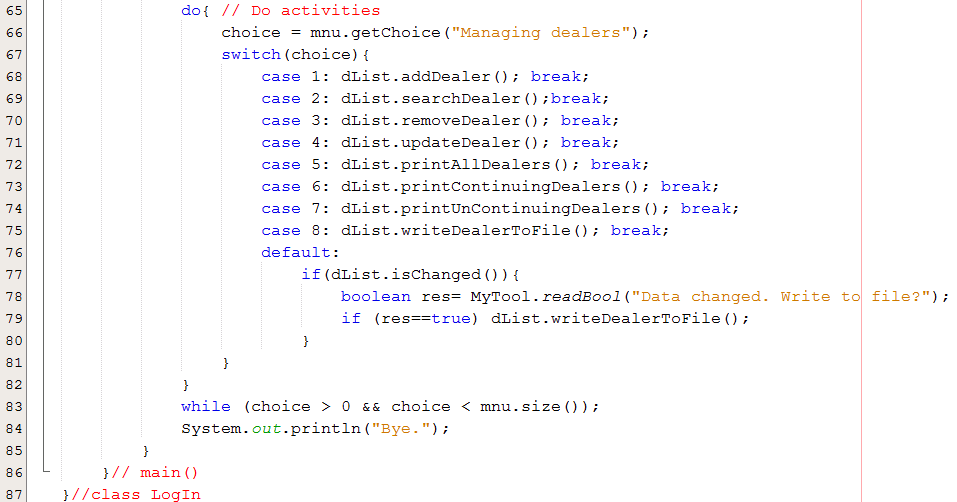 65 do{ // Do activities
66 choice = mnu.getChoice("Managing dealers");
67 switch(choice){
68 case 1: dList.addDealer(); break;
69 case 2: dList.searchDealer();break;
70 case 3: dList.removeDealer(); break;
71 case 4: dList.updateDealer(); break;
72 case 5: dList.printAllDealers(); break;
73 case 6: dList.printContinuingDealers(); break;
74 case 7: dList.printUnContinuingDealers(); break;
75 case 8: dList.writeDealerToFile(); break;
76 default:
77 if(dList.isChanged()){
78 boolean res= MyTool.readBool("Data changed. Write to file?");
79 if (res==true) dList.writeDealerToFile();
80 }
81 }
82 }
83 while (choice > 0 && choice < mnu.size());
84 System.out.println("Bye.");
85 }
86 }// main()
87 }//class LogIn